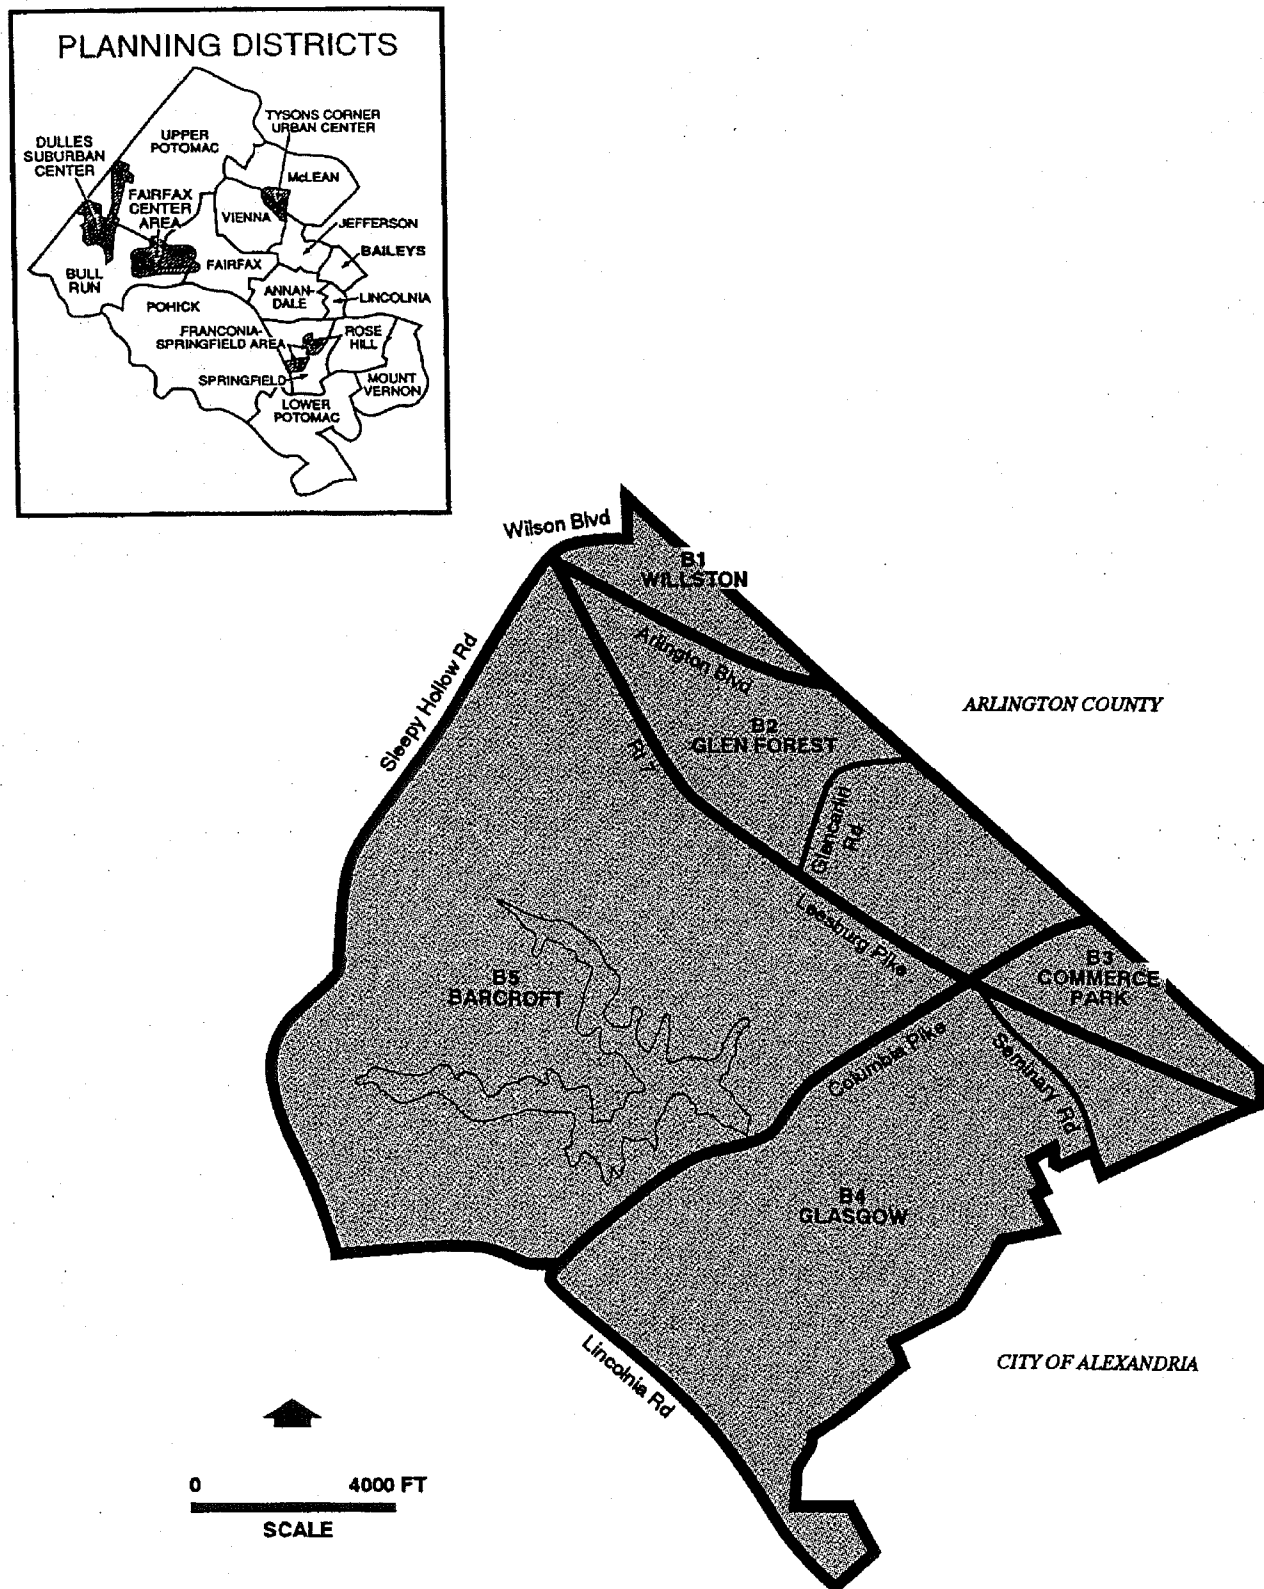 PLANNING DISTRICTS
TYSONS CORNER
URBAN CENTER
UPPER
POTOMAC
DULLES
SUBURBAN
CENTER
McLEAN
FAIRFAX
CENTER
AREA
VIENNA
JEFFERSON
BAILEYS
FAIRFAX
BULL
RUN
ANNAN-
DALE
LINCOLNIA
POHICK
FRANCONIA-
SPRINGFIELD AREA
ROSE
HILL
SPRINGFIELD
MOUNT
VERNON
LOWER
POTOMAC
Wilson Blvd
B1
WILLSTON
Arlington Blvd
Sleepy Hollow Rd
ARLINGTON COUNTY
B2
GLEN FOREST
Rt 7
Glencarlin
Rd
Leesburg Pike
B3
COMMERCE
PARK
B5
BARCROFT
Columbia Pike
Seminary Rd
B4
GLASGOW
Lincolnia Rd
CITY OF ALEXANDRIA
0 4000 FT
SCALE